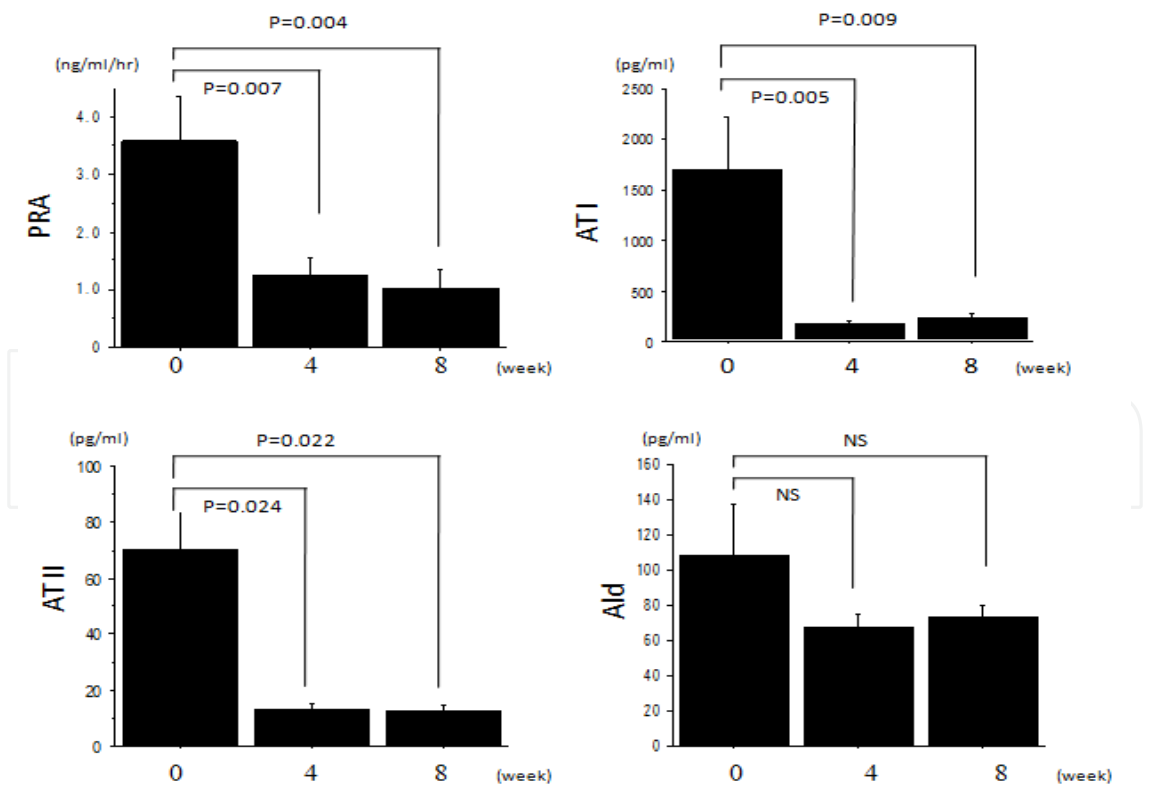 P=0.004
(ng/ml/hr)
P=0.007
4.0
3.0
2.0
1.0
0
PRA
0 4 8 (week)
P=0.009
(pg/ml)
P=0.005
2500
2000
1500
1000
500
0
AT I
0 4 8 (week)
(pg/ml)
P=0.022
P=0.024
100
80
60
40
20
0
AT II
0 4 8 (week)
(pg/ml)
NS
NS
160
140
120
100
80
60
40
20
0
Ald
0 4 8 (week)